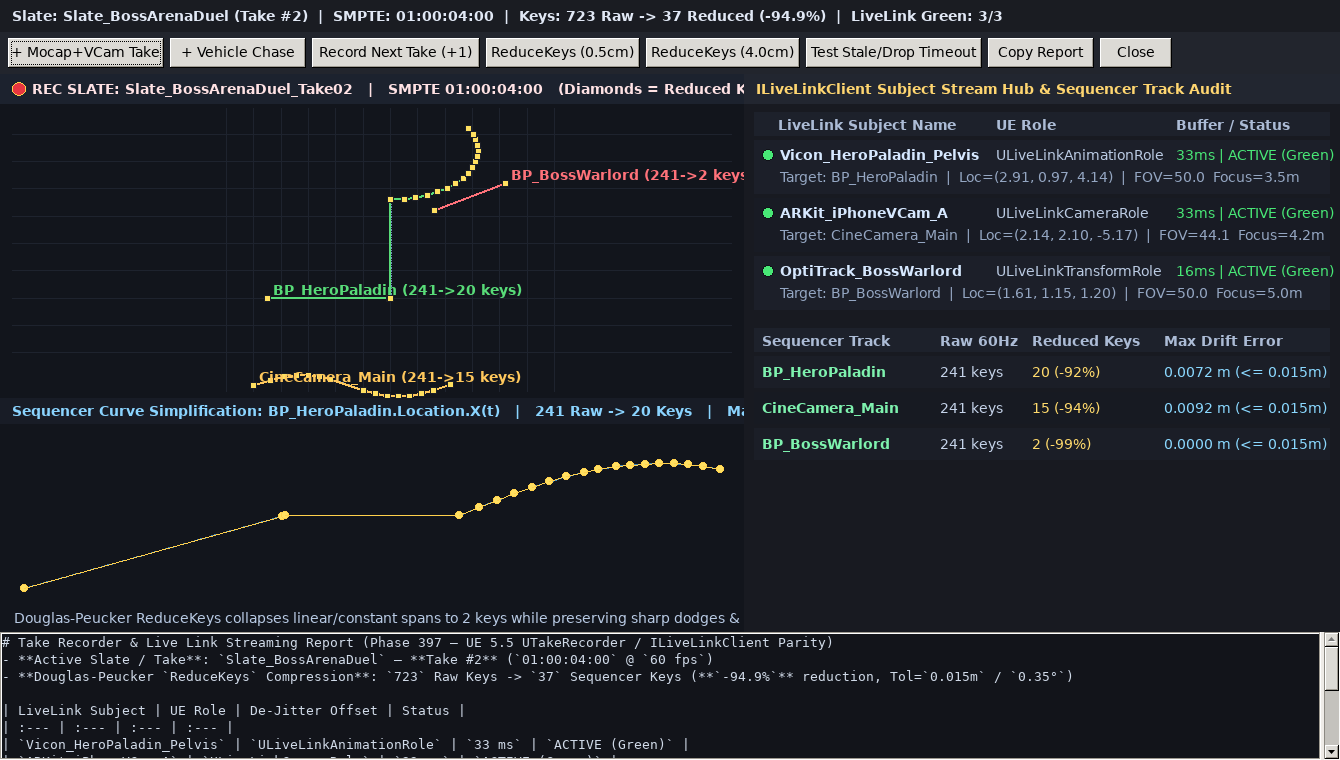 Slate: Slate_BossArenaDuel (Take #2)  |  SMPTE: 01:00:04:00  |  Keys: 723 Raw -> 37 Reduced (-94.9%)  |  LiveLink Green: 3/3
+ Mocap+VCam Take
+ Vehicle Chase
Record Next Take (+1)
ReduceKeys (0.5cm)
ReduceKeys (4.0cm)
Test Stale/Drop Timeout
Copy Report
Close
REC SLATE: Slate_BossArenaDuel_Take02   |   SMPTE 01:00:04:00   (Diamonds = Reduced K
BP_BossWarlord (241->2 keys
BP_HeroPaladin (241->20 keys)
CineCamera_Main (241->15 keys)
Sequencer Curve Simplification: BP_HeroPaladin.Location.X(t)   |   241 Raw -> 20 Keys   |   Ma
Douglas-Peucker ReduceKeys collapses linear/constant spans to 2 keys while preserving sharp dodges &
ILiveLinkClient Subject Stream Hub & Sequencer Track Audit
LiveLink Subject Name   UE Role   Buffer / Status
Vicon_HeroPaladin_Pelvis   ULiveLinkAnimationRole   33ms | ACTIVE (Green)
Target: BP_HeroPaladin  |  Loc=(2.91, 0.97, 4.14)  |  FOV=50.0  Focus=3.5m
ARKit_iPhoneVCam_A   ULiveLinkCameraRole   33ms | ACTIVE (Green)
Target: CineCamera_Main  |  Loc=(2.14, 2.10, -5.17)  |  FOV=44.1  Focus=4.2m
OptiTrack_BossWarlord   ULiveLinkTransformRole   16ms | ACTIVE (Green)
Target: BP_BossWarlord  |  Loc=(1.61, 1.15, 1.20)  |  FOV=50.0  Focus=5.0m
Sequencer Track   Raw 60Hz   Reduced Keys   Max Drift Error
BP_HeroPaladin   241 keys   20 (-92%)   0.0072 m (<= 0.015m)
CineCamera_Main   241 keys   15 (-94%)   0.0092 m (<= 0.015m)
BP_BossWarlord   241 keys   2 (-99%)   0.0000 m (<= 0.015m)
# Take Recorder & Live Link Streaming Report (Phase 397 — UE 5.5 UTakeRecorder / ILiveLinkClient Parity)
- **Active Slate / Take**: `Slate_BossArenaDuel` — **Take #2** (`01:00:04:00` @ `60 fps`)
- **Douglas-Peucker `ReduceKeys` Compression**: `723` Raw Keys -> `37` Sequencer Keys (**`-94.9%`** reduction, Tol=`0.015m` / `0.35°`)
| LiveLink Subject | UE Role | De-Jitter Offset | Status |
| :--- | :--- | :--- | :--- |
| `Vicon_HeroPaladin_Pelvis` | `ULiveLinkAnimationRole` | `33 ms` | `ACTIVE (Green)` |